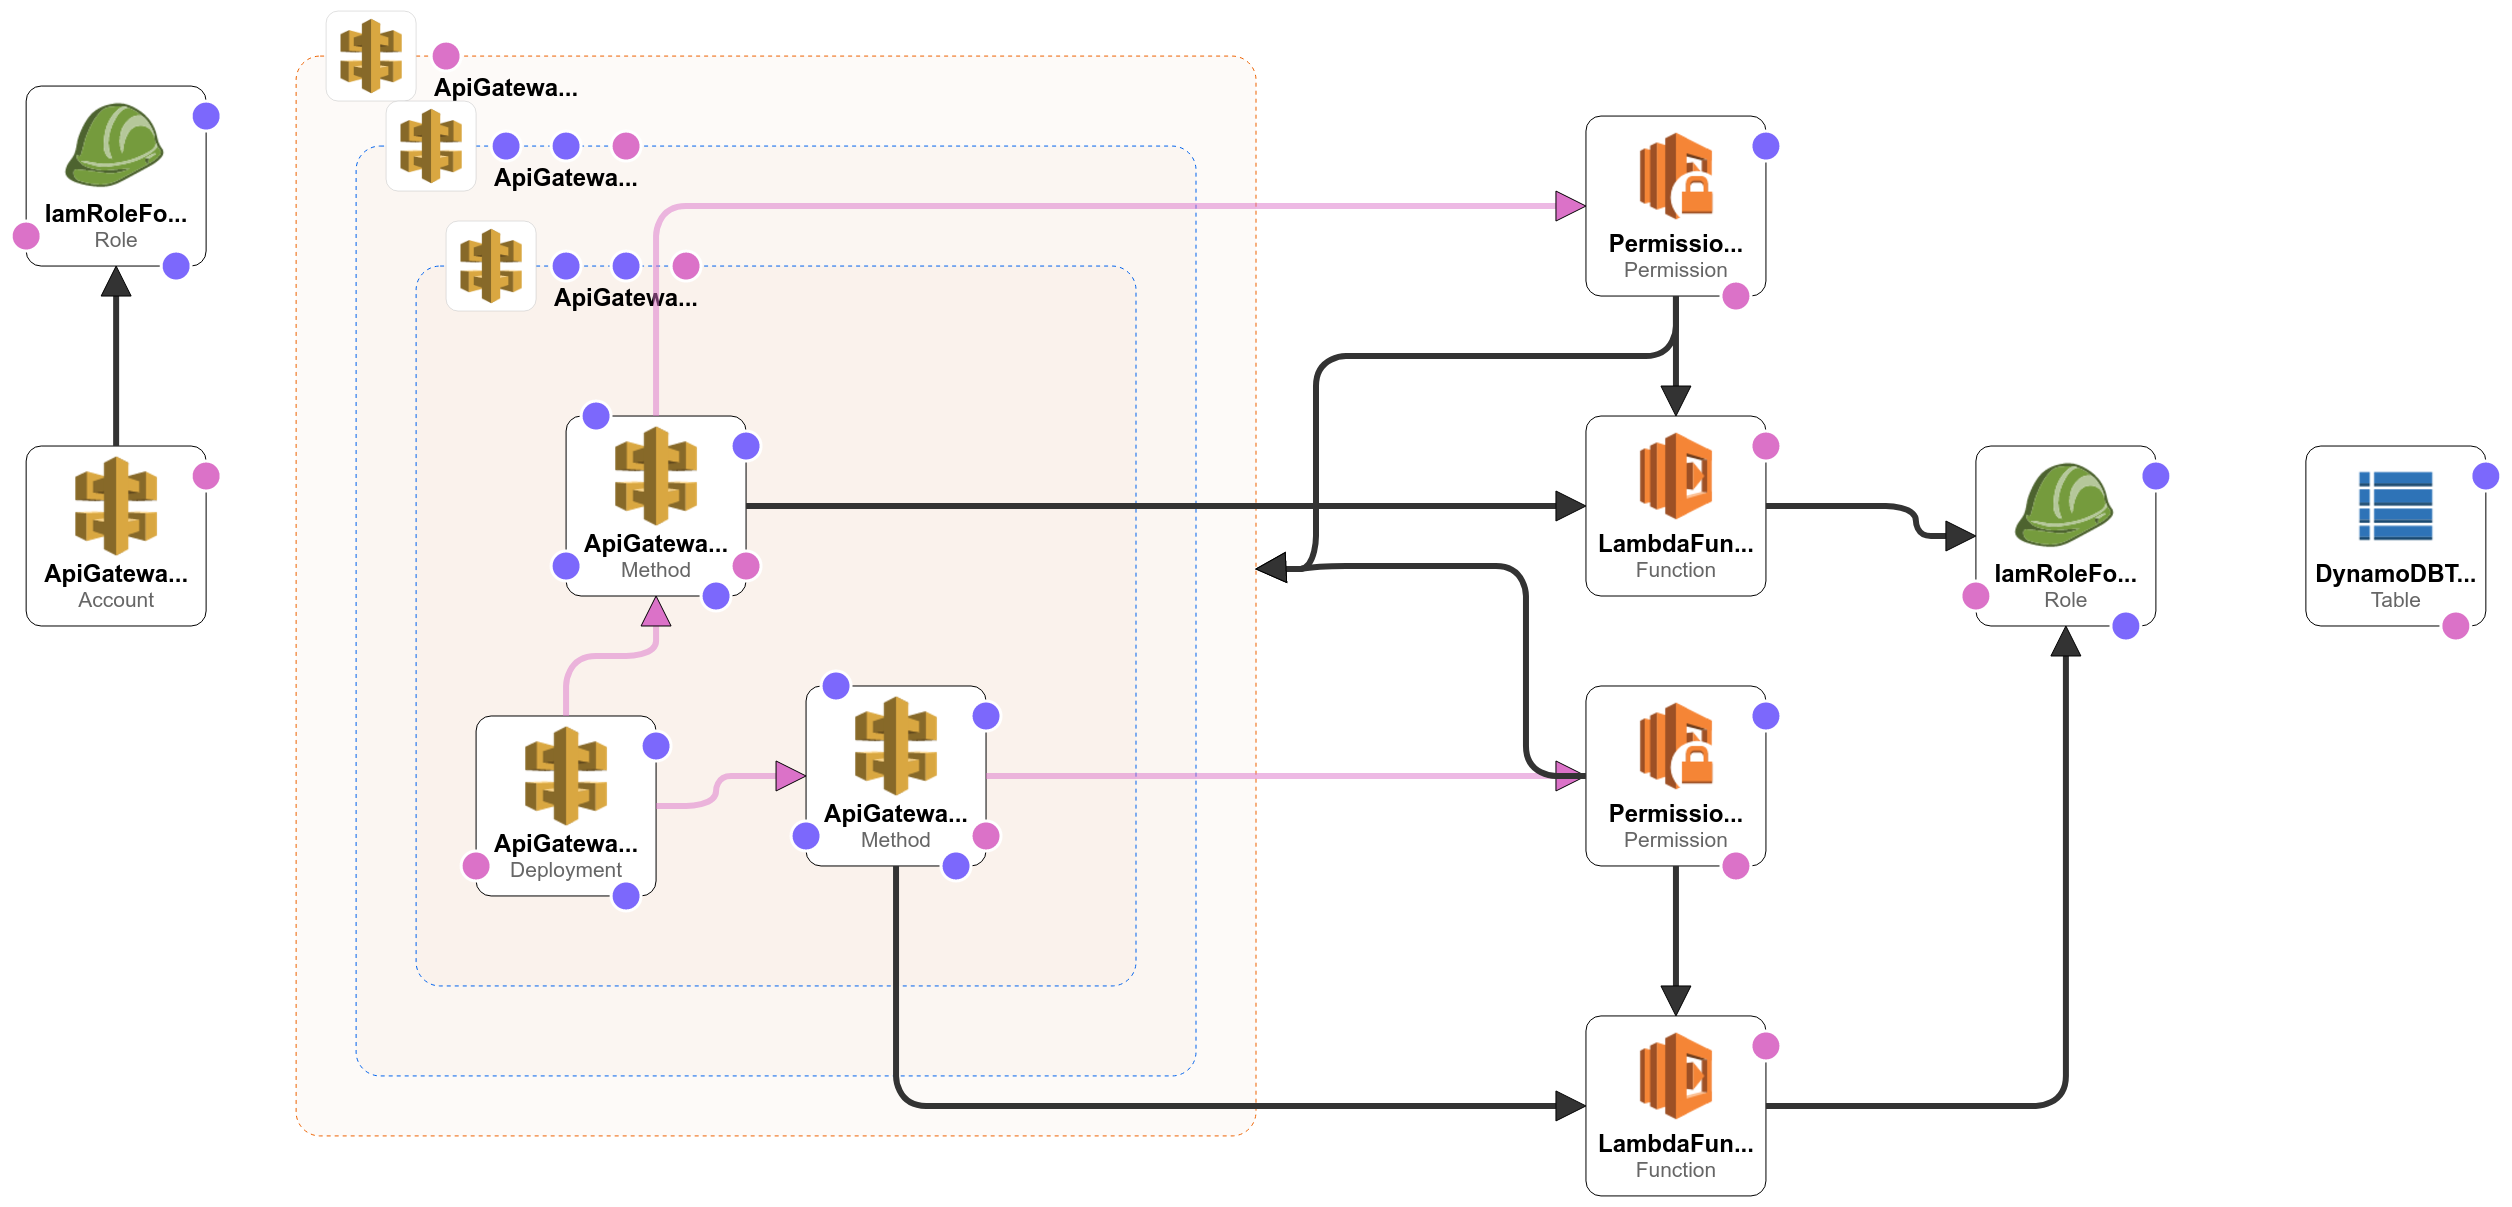 ApiGatewa...
ApiGatewa...
ApiGatewa...
IamRoleFo...
Role
ApiGatewa...
Account
ApiGatewa...
Method
ApiGatewa...
Deployment
ApiGatewa...
Method
Permissio...
Permission
LambdaFun...
Function
Permissio...
Permission
LambdaFun...
Function
IamRoleFo...
Role
DynamoDBT...
Table